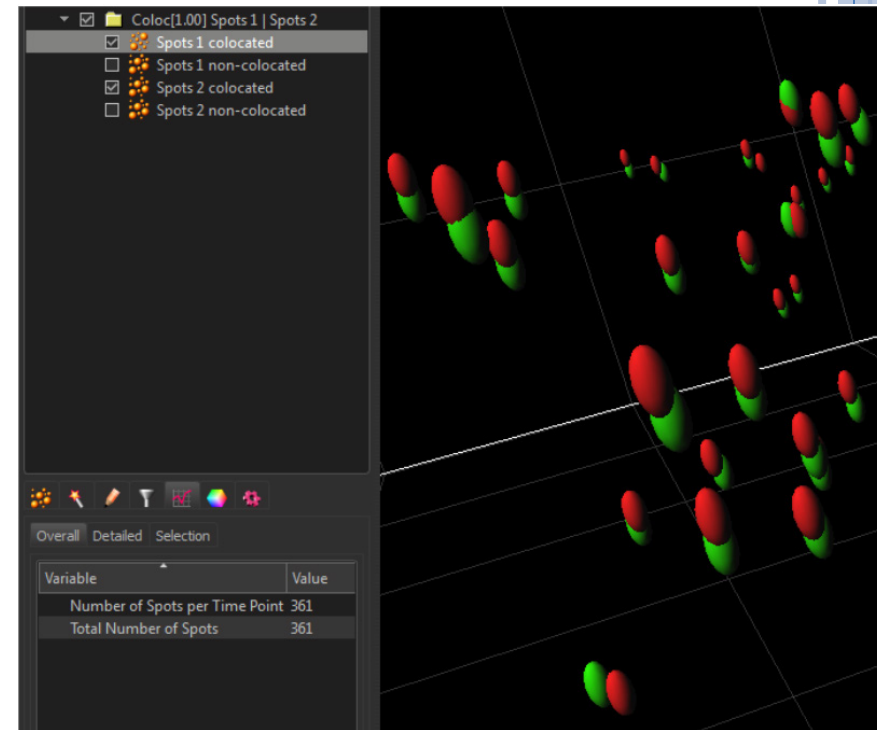 Coloc[1.00] Spots 1 | Spots 2
Spots 1 colocated
Spots 1 non-colocated
Spots 2 colocated
Spots 2 non-colocated
Overall Detailed Selection
Variable Value
Number of Spots per Time Point 361
Total Number of Spots 361